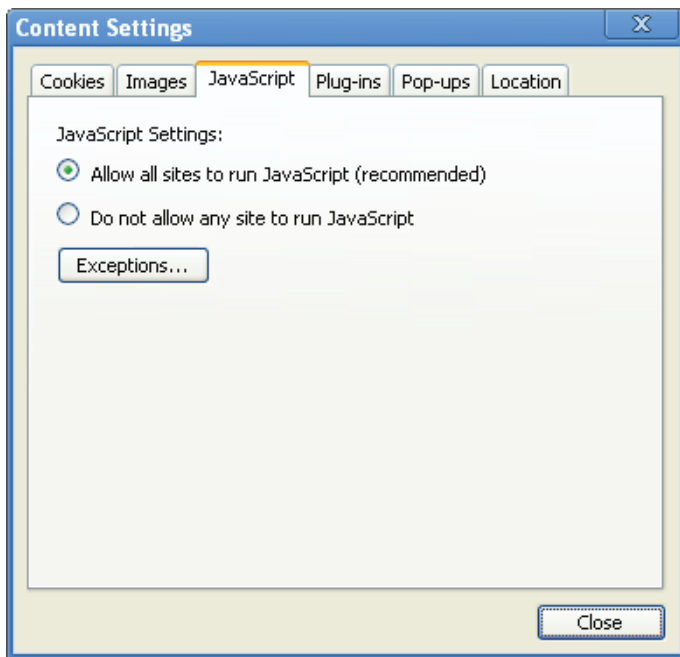 Content Settings X
Cookies Images JavaScript Plug-ins Pop-ups Location
JavaScript Settings:
Allow all sites to run JavaScript (recommended)
Do not allow any site to run JavaScript
Exceptions...
Close